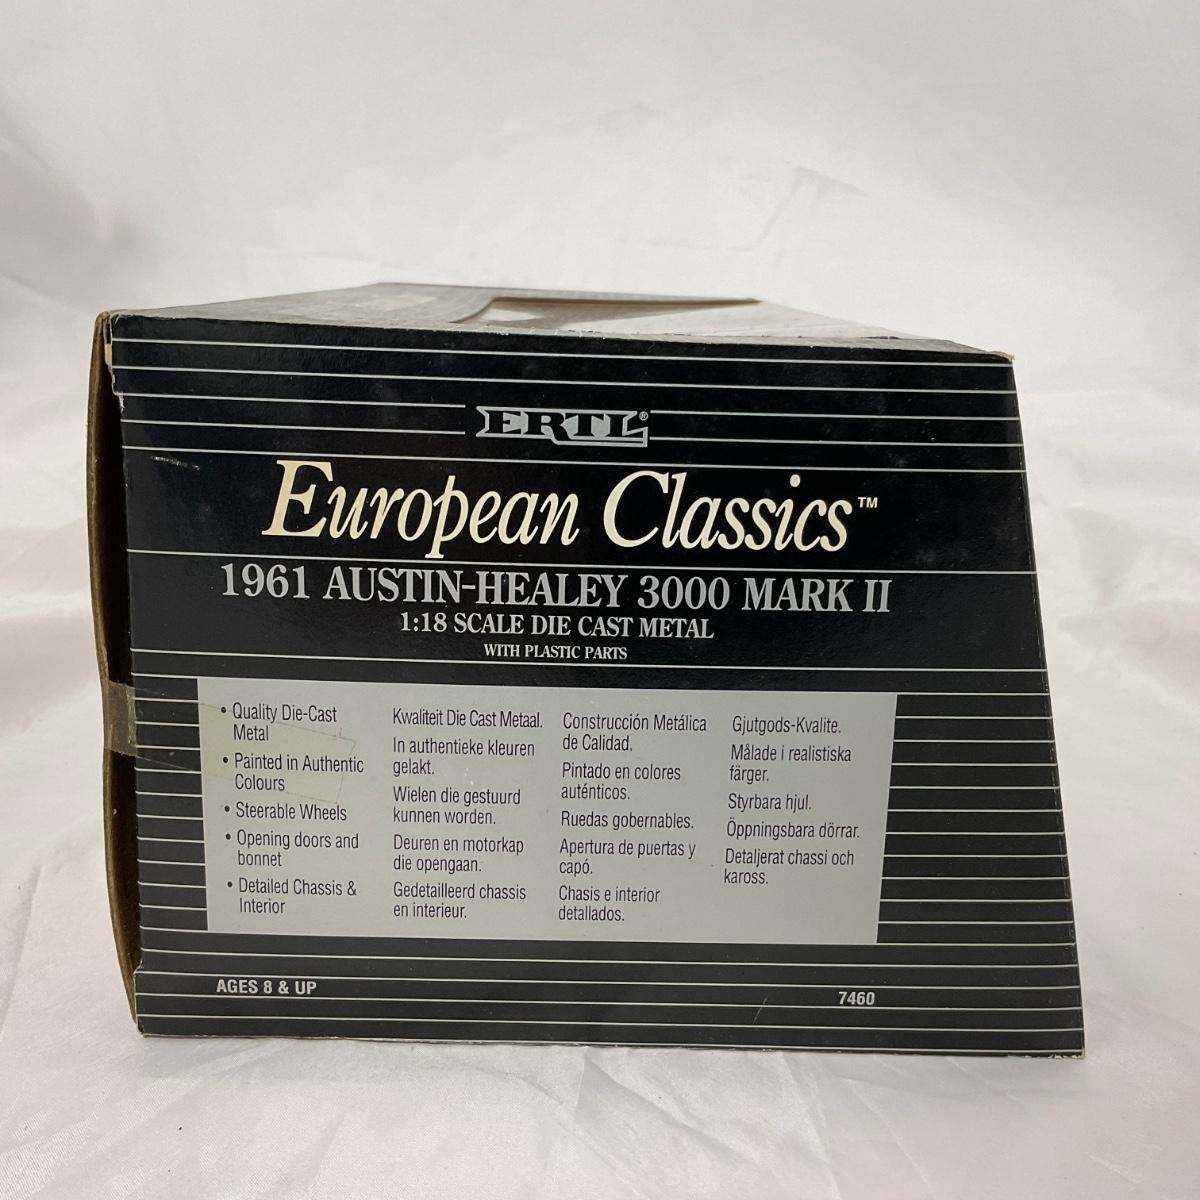 ERTL®
European Classics™
1961 AUSTIN-HEALEY 3000 MARK II
1:18 SCALE DIE CAST METAL
WITH PLASTIC PARTS
• Quality Die-Cast
Metal
• Painted in Authentic
Colours
• Steerable Wheels
• Opening doors and
bonnet
• Detailed Chassis &
Interior
Kwaliteit Die Cast Metaal.
In authentieke kleuren
gelakt.
Wielen die gestuurd
kunnen worden.
Deuren en motorkap
die opengaan.
Gedetailleerd chassis
en interieur.
Construcción Metálica
de Calidad.
Pintado en colores
auténticos.
Ruedas gobernables.
Apertura de puertas y
capó.
Chasis e interior
detallados.
Gjutgods-Kvalite.
Målade i realistiska
färger.
Styrbara hjul.
Öppningsbara dörrar.
Detaljerat chassi och
kaross.
AGES 8 & UP
7460